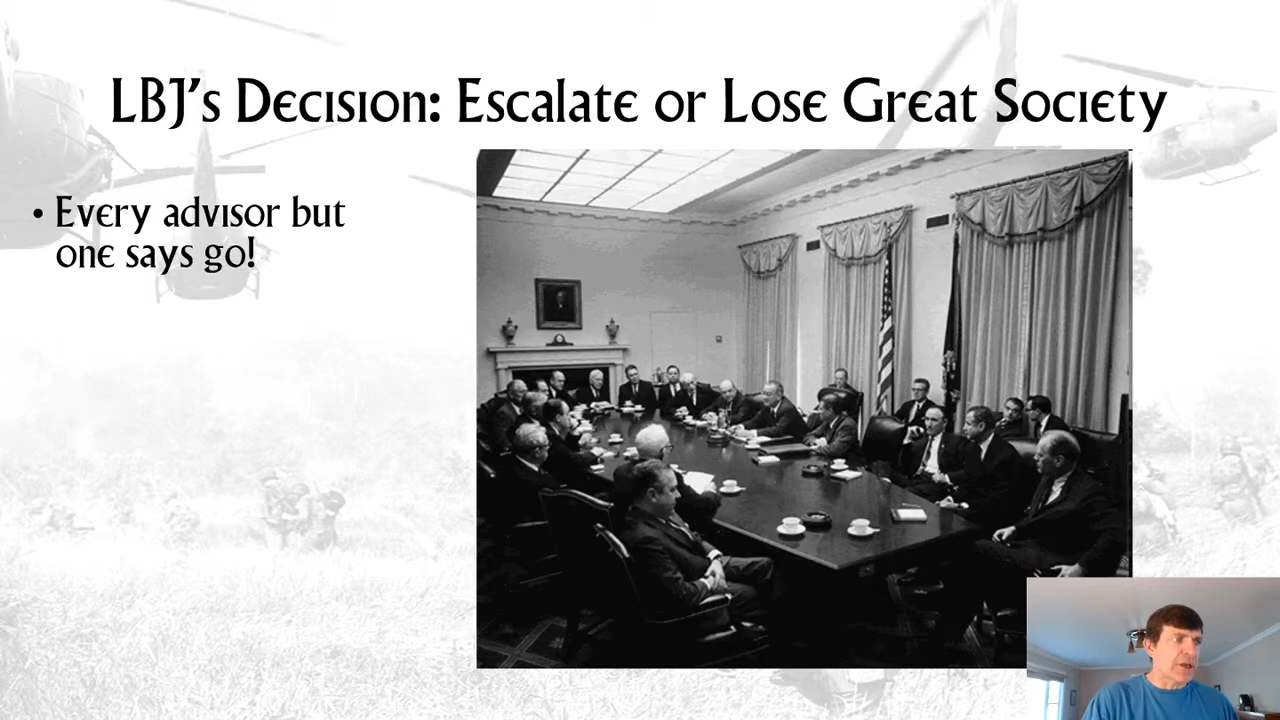 LBJ's Decision: Escalate or Lose Great Society
• Every advisor but
one says go!